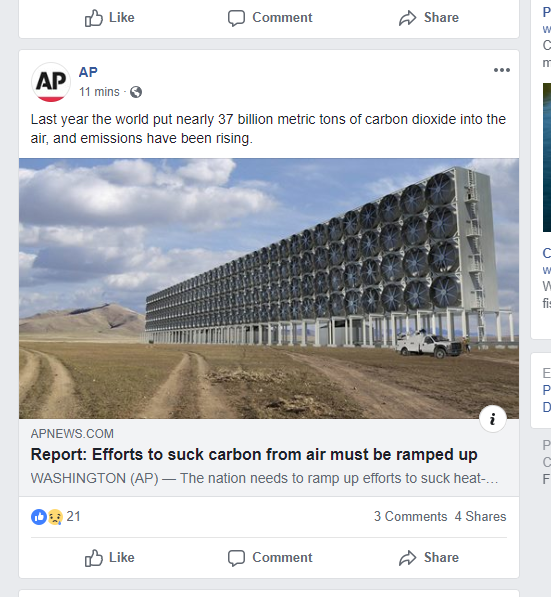 Like Comment Share
AP
AP
11 mins ·
Last year the world put nearly 37 billion metric tons of carbon dioxide into the
air, and emissions have been rising.
i
APNEWS.COM
Report: Efforts to suck carbon from air must be ramped up
WASHINGTON (AP) — The nation needs to ramp up efforts to suck heat-...
21 3 Comments 4 Shares
Like Comment Share
P
w
C
m
C
w
W
fi
E
P
D
P
C
F